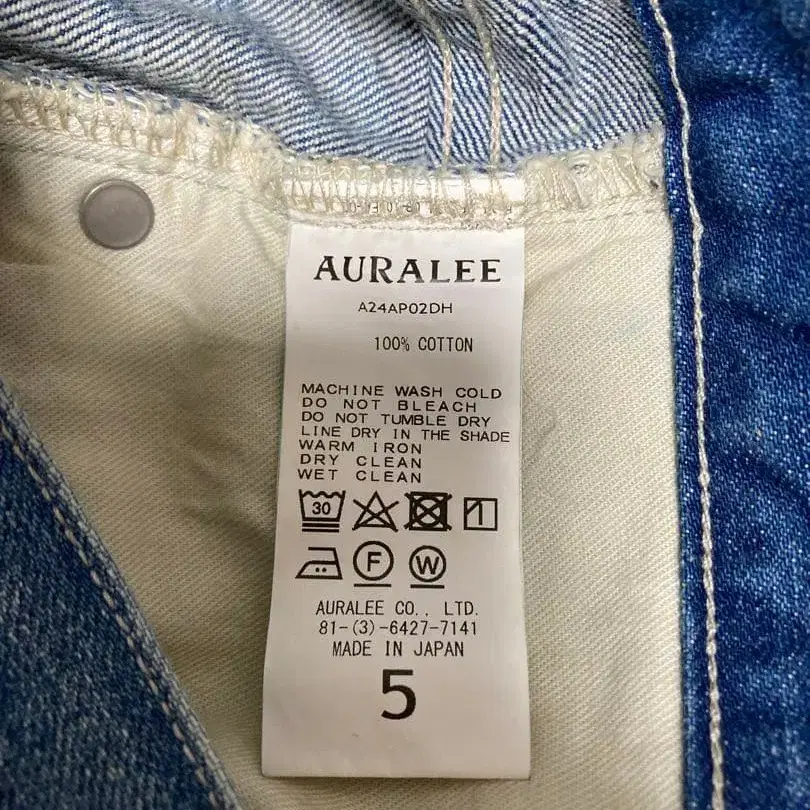 AURALEE
A24AP02DH
100% COTTON
MACHINE WASH COLD
DO NOT BLEACH
DO NOT TUMBLE DRY
LINE DRY IN THE SHADE
WARM IRON
DRY CLEAN
WET CLEAN
30
F W
AURALEE CO., LTD.
81-(3)-6427-7141
MADE IN JAPAN
5